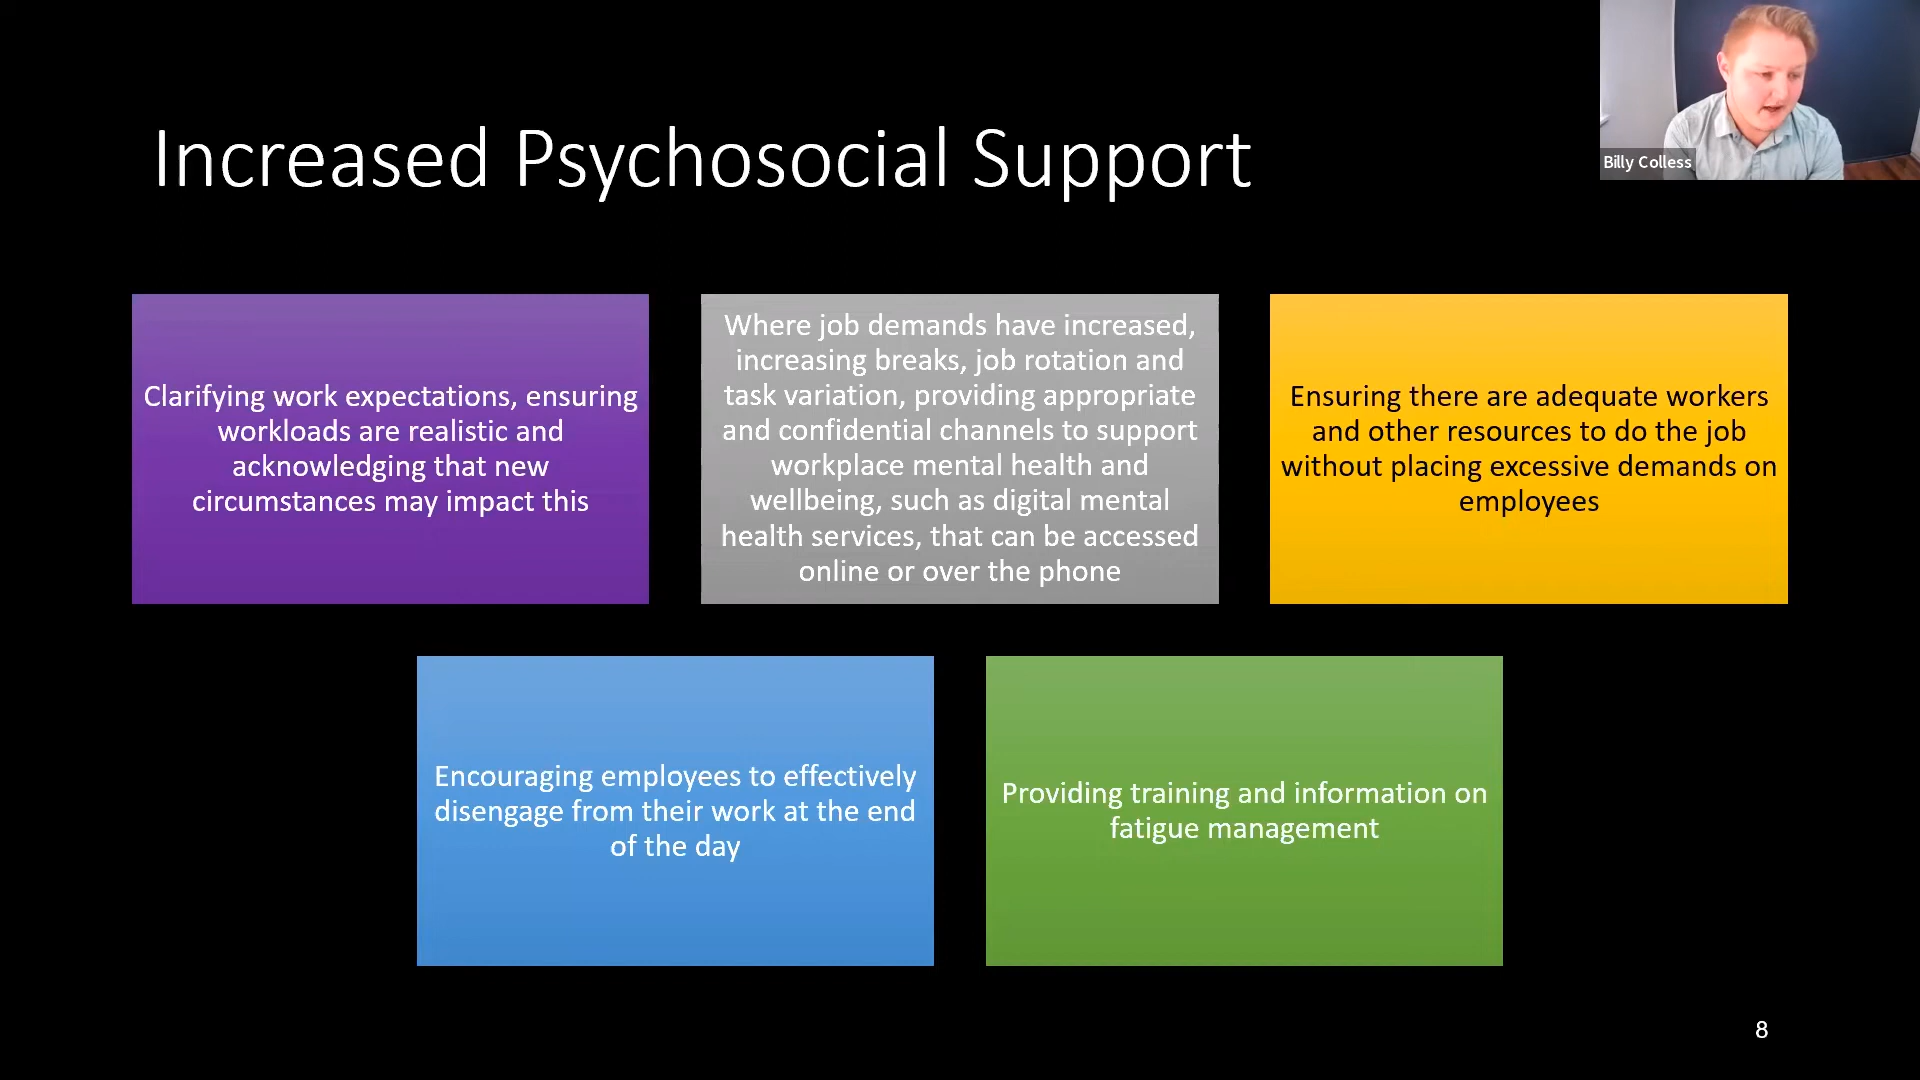 Increased Psychosocial Support
Billy Colless
Clarifying work expectations, ensuring
workloads are realistic and
acknowledging that new
circumstances may impact this
Where job demands have increased,
increasing breaks, job rotation and
task variation, providing appropriate
and confidential channels to support
workplace mental health and
wellbeing, such as digital mental
health services, that can be accessed
online or over the phone
Ensuring there are adequate workers
and other resources to do the job
without placing excessive demands on
employees
Encouraging employees to effectively
disengage from their work at the end
of the day
Providing training and information on
fatigue management
8